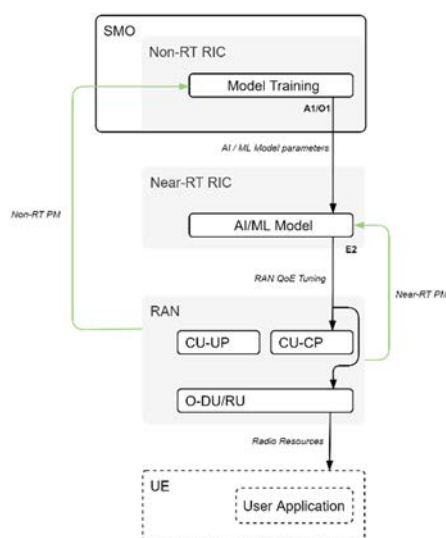 SMO
Non-RT RIC
Model Training
A1/O1
AI / ML Model parameters
Near-RT RIC
Non-RT PM
AI/ML Model
E2
RAN QoE Tuning
Near-RT PM
RAN
CU-UP
CU-CP
O-DU/RU
Radio Resources
UE
User Application